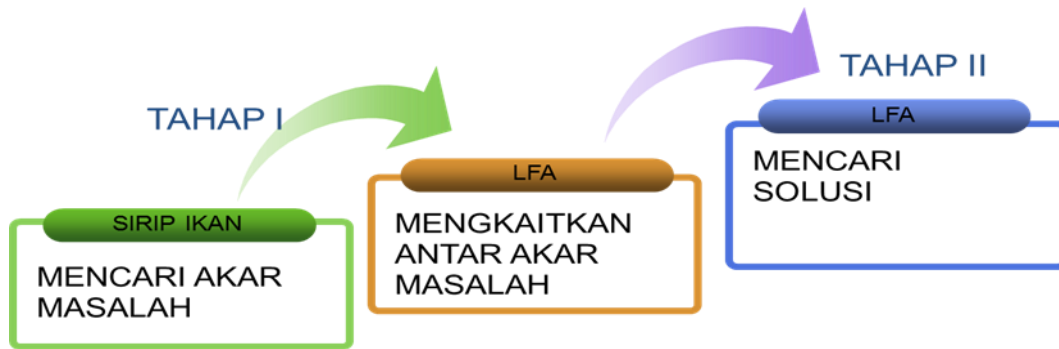 TAHAP I
SIRIP IKAN
MENCARI AKAR
MASALAH
LFA
MENGKAITKAN
ANTAR AKAR
MASALAH
TAHAP II
LFA
MENCARI
SOLUSI